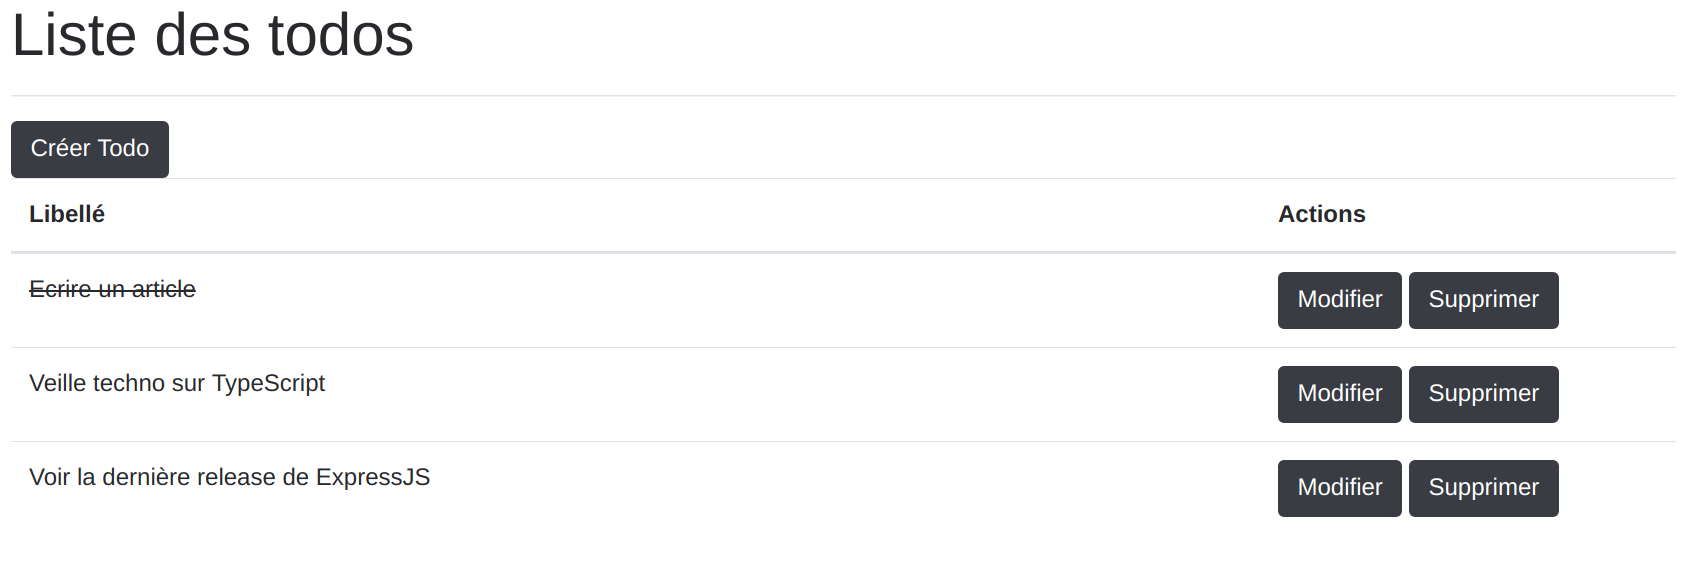 Liste des todos
Créer Todo
Libellé Actions
Ecrire un article Modifier Supprimer
Veille techno sur TypeScript Modifier Supprimer
Voir la dernière release de ExpressJS Modifier Supprimer